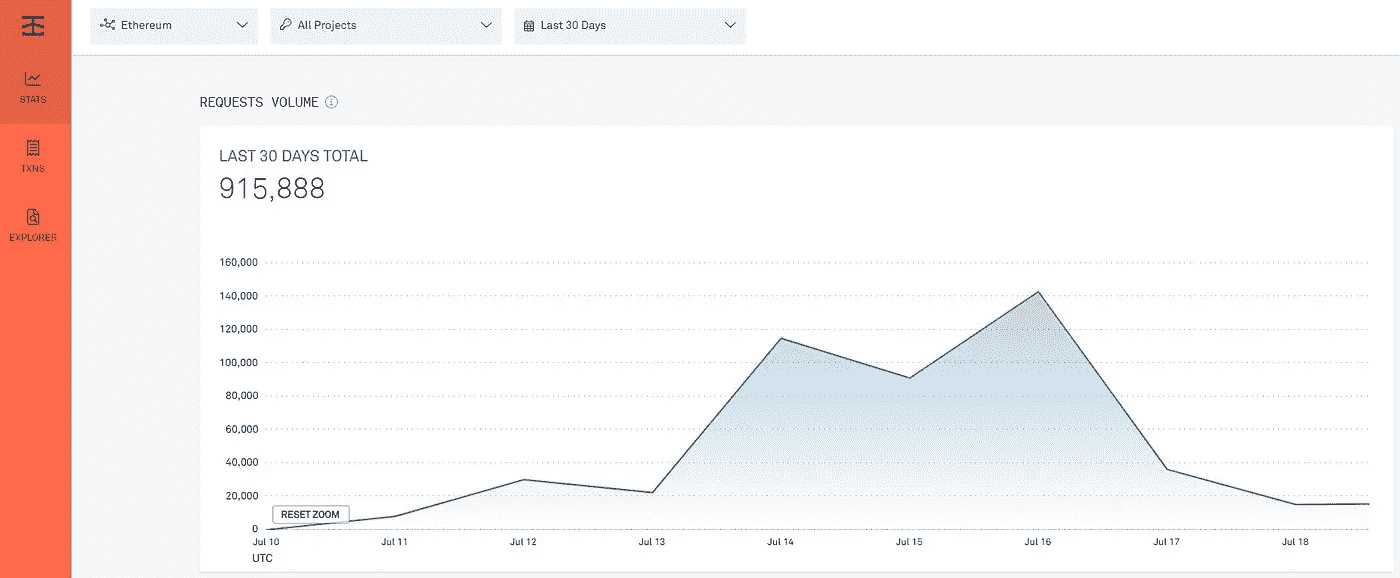 Ethereum All Projects Last 30 Days
STATS
TXNS
EXPLORER
REQUESTS VOLUME
LAST 30 DAYS TOTAL
915,888
160,000
140,000
120,000
100,000
80,000
60,000
40,000
20,000
0
RESET ZOOM
Jul 10 Jul 11 Jul 12 Jul 13 Jul 14 Jul 15 Jul 16 Jul 17 Jul 18
UTC